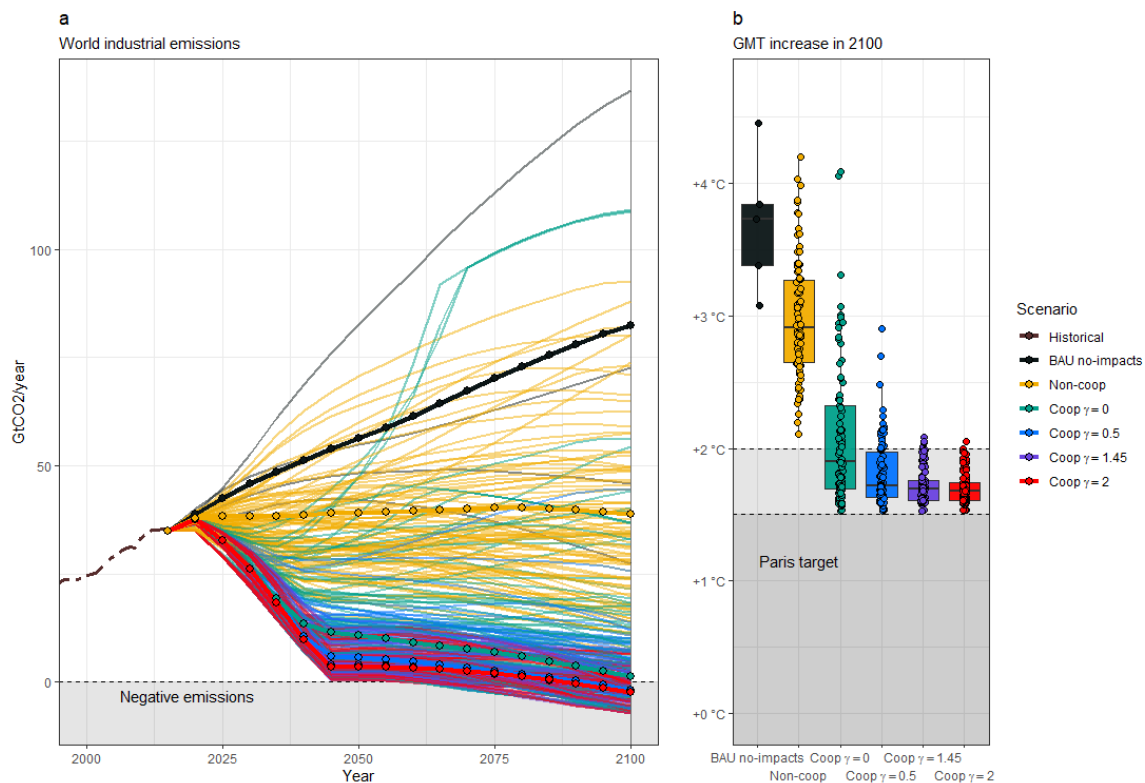 a
World industrial emissions
GtCO2/year
100
50
0
Negative emissions
2000
2025
2050
2075
2100
Year
b
GMT increase in 2100
+4 °C
+3 °C
+2 °C
+1 °C
+0 °C
Paris target
BAU no-impacts
Non-coop
Coop γ = 0
Coop γ = 0.5
Coop γ = 1.45
Coop γ = 2
Scenario
Historical
BAU no-impacts
Non-coop
Coop γ = 0
Coop γ = 0.5
Coop γ = 1.45
Coop γ = 2